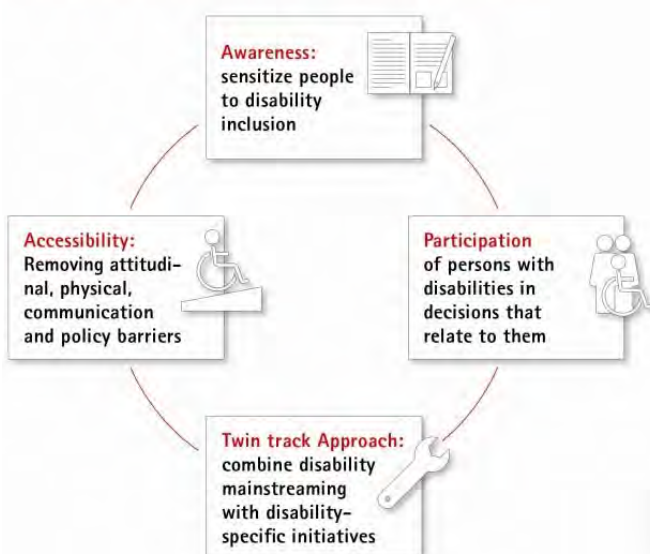 Awareness:
sensitize people
to disability
inclusion
Accessibility:
Removing attitudi-
nal, physical,
communication
and policy barriers
Participation
of persons with
disabilities in
decisions that
relate to them
Twin track Approach:
combine disability
mainstreaming
with disability-
specific initiatives